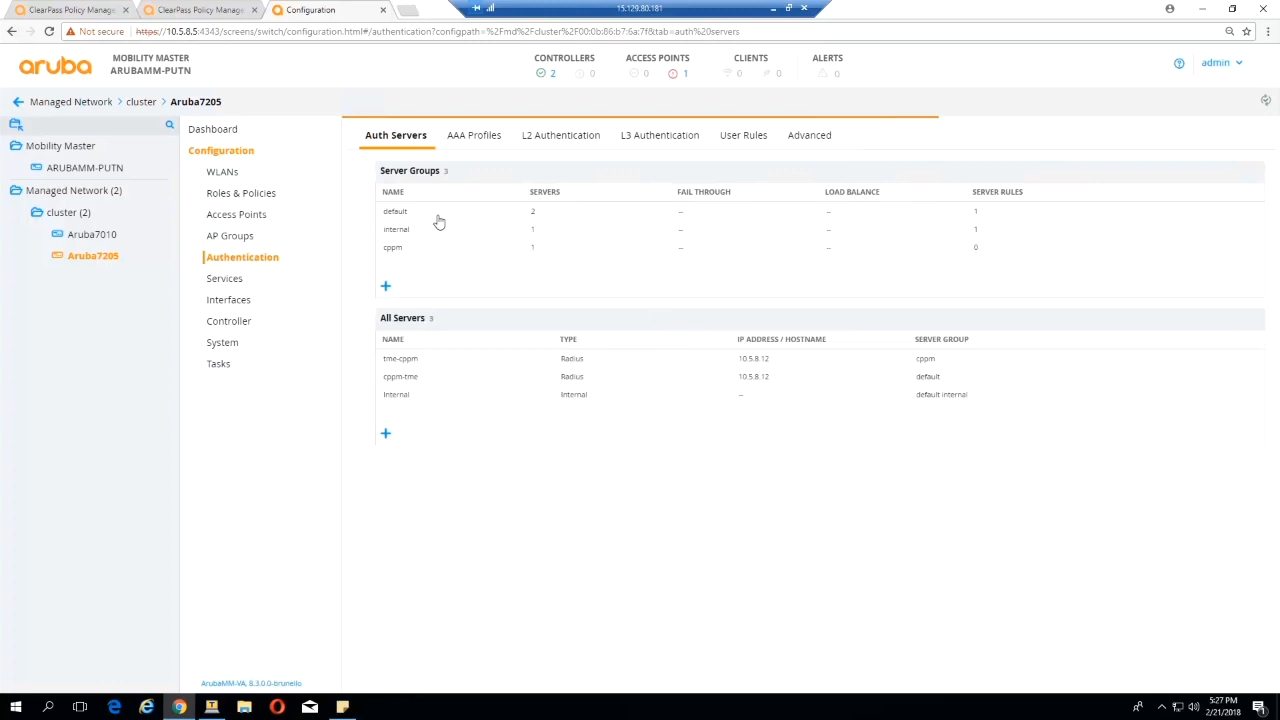 ClearPass Policy Manag
ClearPass Policy Manag
Configuration
15.129.80.181
Not secure
https://10.5.8.5:4343/screens/switch/configuration.html#/authentication?configpath=%2Fmd%2Fcluster%2F00:0b:86:b7:6a:7f&tab=auth%20servers
aruba
MOBILITY MASTER
ARUBAMM-PUTN
CONTROLLERS
2 0
ACCESS POINTS
0 1
CLIENTS
0 0
ALERTS
0
admin
Managed Network > cluster > Aruba7205
Mobility Master
ARUBAMM-PUTN
Managed Network (2)
cluster (2)
Aruba7010
Aruba7205
Dashboard
Configuration
WLANs
Roles & Policies
Access Points
AP Groups
Authentication
Services
Interfaces
Controller
System
Tasks
ArubaMM-VA, 8.3.0.0-brunello
Auth Servers AAA Profiles L2 Authentication L3 Authentication User Rules Advanced
Server Groups 3
NAME SERVERS FAIL THROUGH LOAD BALANCE SERVER RULES
default 2 -- -- 1
internal 1 -- -- 1
cppm 1 -- -- 0
All Servers 3
NAME TYPE IP ADDRESS / HOSTNAME SERVER GROUP
tme-cppm Radius 10.5.8.12 cppm
cppm-tme Radius 10.5.8.12 default
Internal Internal -- default internal
5:27 PM
2/21/2018